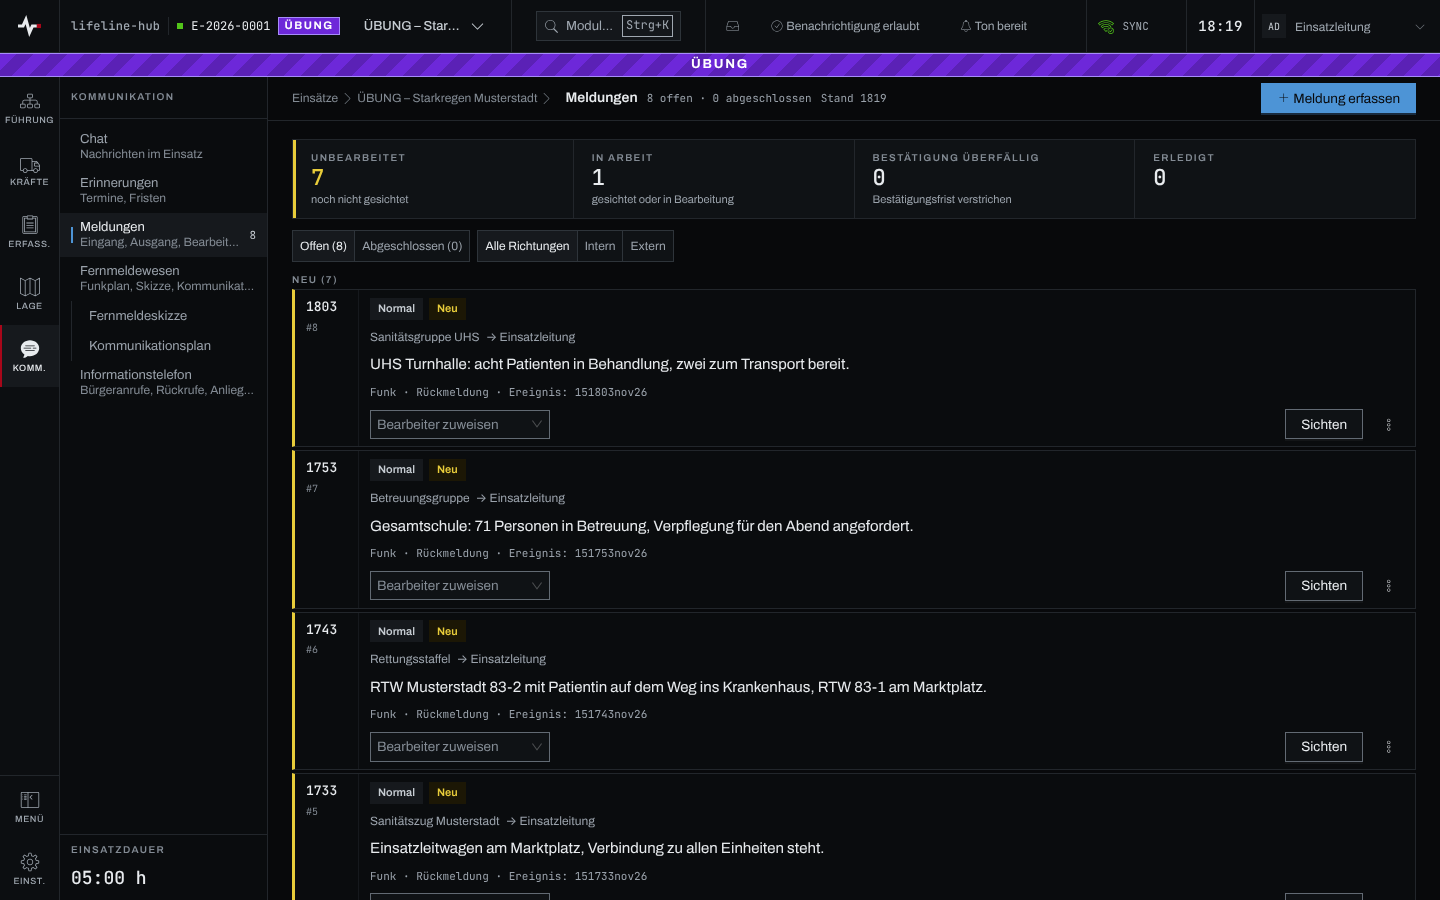 lifeline-hub
E-2026-0001
ÜBUNG
ÜBUNG – Star...
Modul...
Strg+K
Benachrichtigung erlaubt
Ton bereit
SYNC
18:19
AD
Einsatzleitung
ÜBUNG
FÜHRUNG
KRÄFTE
ERFASS.
LAGE
KOMM.
MENÜ
EINST.
KOMMUNIKATION
Chat
Nachrichten im Einsatz
Erinnerungen
Termine, Fristen
Meldungen
Eingang, Ausgang, Bearbeit...
8
Fernmeldewesen
Funkplan, Skizze, Kommunikat...
Fernmeldeskizze
Kommunikationsplan
Informationstelefon
Bürgeranrufe, Rückrufe, Anlieg...
EINSATZDAUER
05:00 h
Einsätze
ÜBUNG – Starkregen Musterstadt
Meldungen
8 offen · 0 abgeschlossen
Stand 1819
+ Meldung erfassen
UNBEARBEITET
7
noch nicht gesichtet
IN ARBEIT
1
gesichtet oder in Bearbeitung
BESTÄTIGUNG ÜBERFÄLLIG
0
Bestätigungsfrist verstrichen
ERLEDIGT
0
Offen (8)
Abgeschlossen (0)
Alle Richtungen
Intern
Extern
NEU (7)
1803
#8
Normal
Neu
Sanitätsgruppe UHS → Einsatzleitung
UHS Turnhalle: acht Patienten in Behandlung, zwei zum Transport bereit.
Funk · Rückmeldung · Ereignis: 151803nov26
Bearbeiter zuweisen
Sichten
1753
#7
Normal
Neu
Betreuungsgruppe → Einsatzleitung
Gesamtschule: 71 Personen in Betreuung, Verpflegung für den Abend angefordert.
Funk · Rückmeldung · Ereignis: 151753nov26
Bearbeiter zuweisen
Sichten
1743
#6
Normal
Neu
Rettungsstaffel → Einsatzleitung
RTW Musterstadt 83-2 mit Patientin auf dem Weg ins Krankenhaus, RTW 83-1 am Marktplatz.
Funk · Rückmeldung · Ereignis: 151743nov26
Bearbeiter zuweisen
Sichten
1733
#5
Normal
Neu
Sanitätszug Musterstadt → Einsatzleitung
Einsatzleitwagen am Marktplatz, Verbindung zu allen Einheiten steht.
Funk · Rückmeldung · Ereignis: 151733nov26